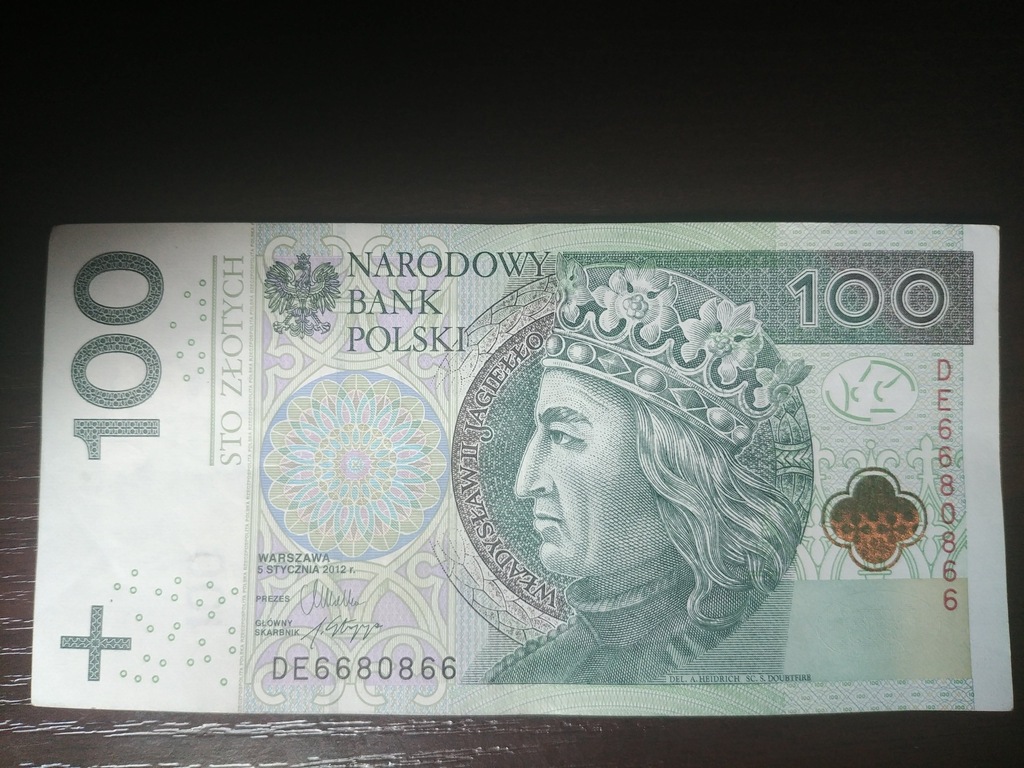 100
STO ZŁOTYCH
NARODOWY
BANK
POLSKI
100
WŁADYSŁAW II JAGIEŁŁO
DE6680866
WARSZAWA
5 STYCZNIA 2012 r.
PREZES
GŁÓWNY
SKARBNIK
DE6680866
DEL. A. HEIDRICH SC. S. DOUBTFIRE